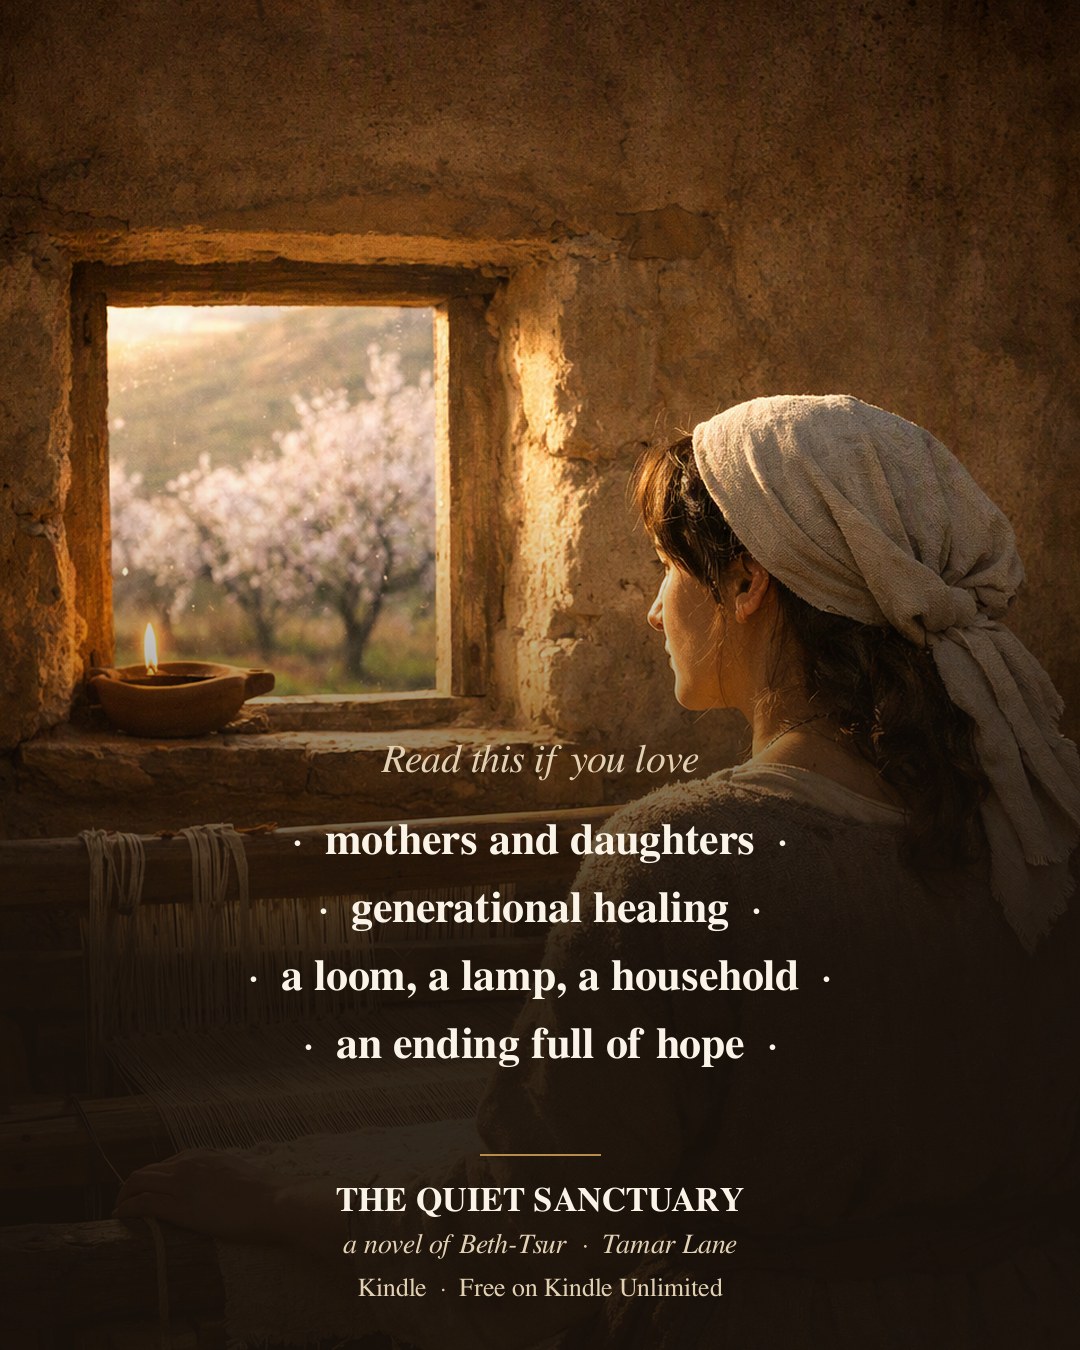 Read this if you love
· mothers and daughters ·
· generational healing ·
· a loom, a lamp, a household ·
· an ending full of hope ·
THE QUIET SANCTUARY
a novel of Beth-Tsur · Tamar Lane
Kindle · Free on Kindle Unlimited